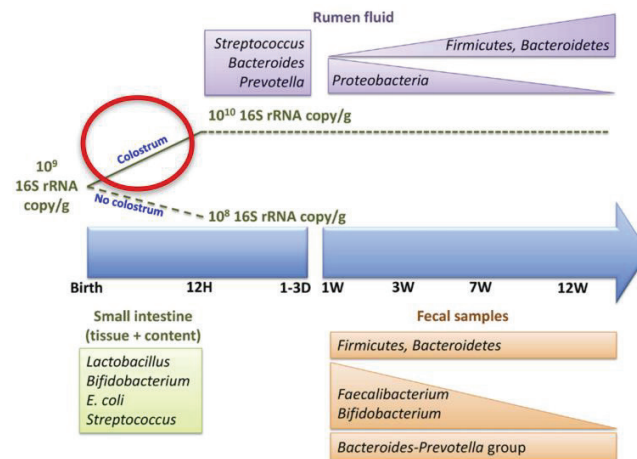 Rumen fluid
Streptococcus
Bacteroides
Prevotella
Firmicutes, Bacteroidetes
Proteobacteria
10¹⁰ 16S rRNA copy/g
Colostrum
10⁹
16S rRNA
copy/g
No colostrum
10⁸ 16S rRNA copy/g
Birth
12H
1-3D
1W
3W
7W
12W
Small intestine
(tissue + content)
Lactobacillus
Bifidobacterium
E. coli
Streptococcus
Fecal samples
Firmicutes, Bacteroidetes
Faecalibacterium
Bifidobacterium
Bacteroides-Prevotella group